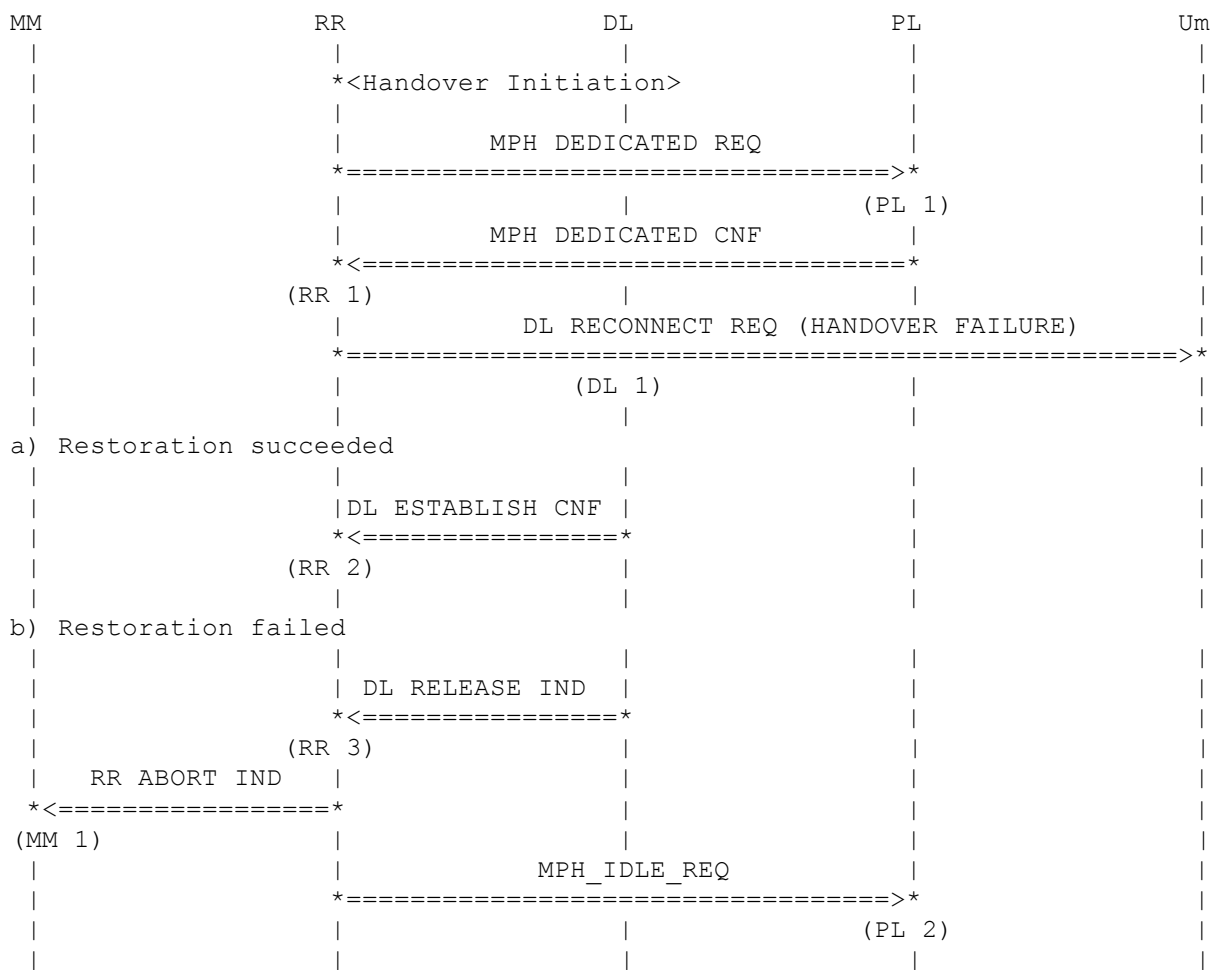 MM RR DL PL Um
*<Handover Initiation>
MPH DEDICATED REQ
*==================================>*
(PL 1)
MPH DEDICATED CNF
*<==================================*
(RR 1)
DL RECONNECT REQ (HANDOVER FAILURE)
*====================================================>*
(DL 1)
a) Restoration succeeded
DL ESTABLISH CNF
*<================*
(RR 2)
b) Restoration failed
DL RELEASE IND
*<================*
(RR 3)
RR ABORT IND
*<=================*
(MM 1)
MPH_IDLE_REQ
*==================================>*
(PL 2)